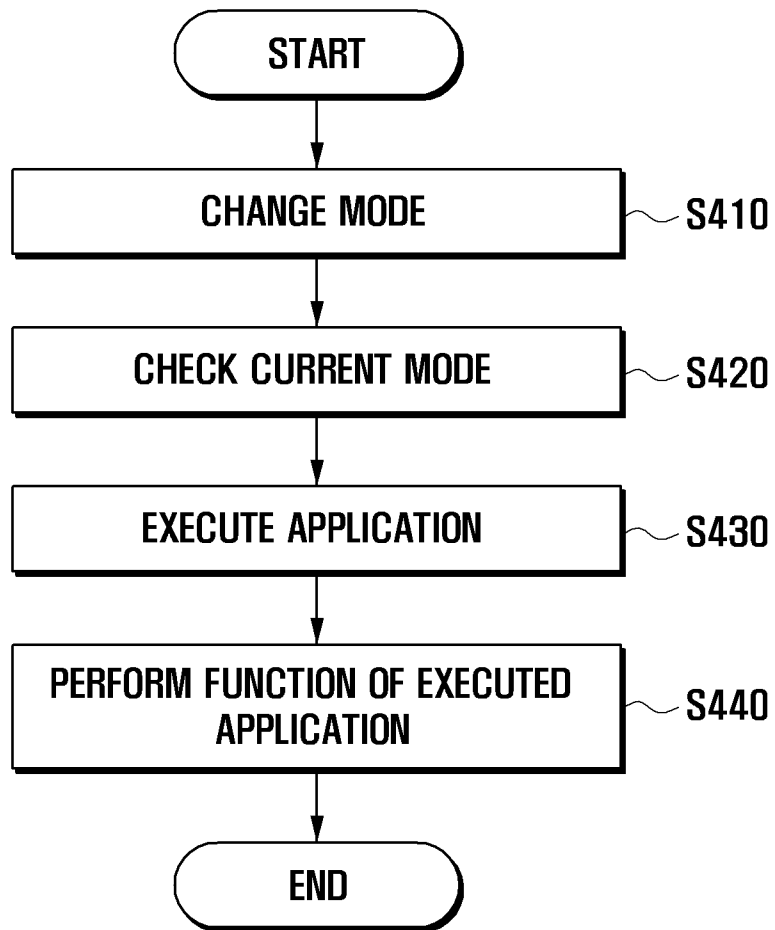 START
CHANGE MODE
S410
CHECK CURRENT MODE
S420
EXECUTE APPLICATION
S430
PERFORM FUNCTION OF EXECUTED
APPLICATION
S440
END